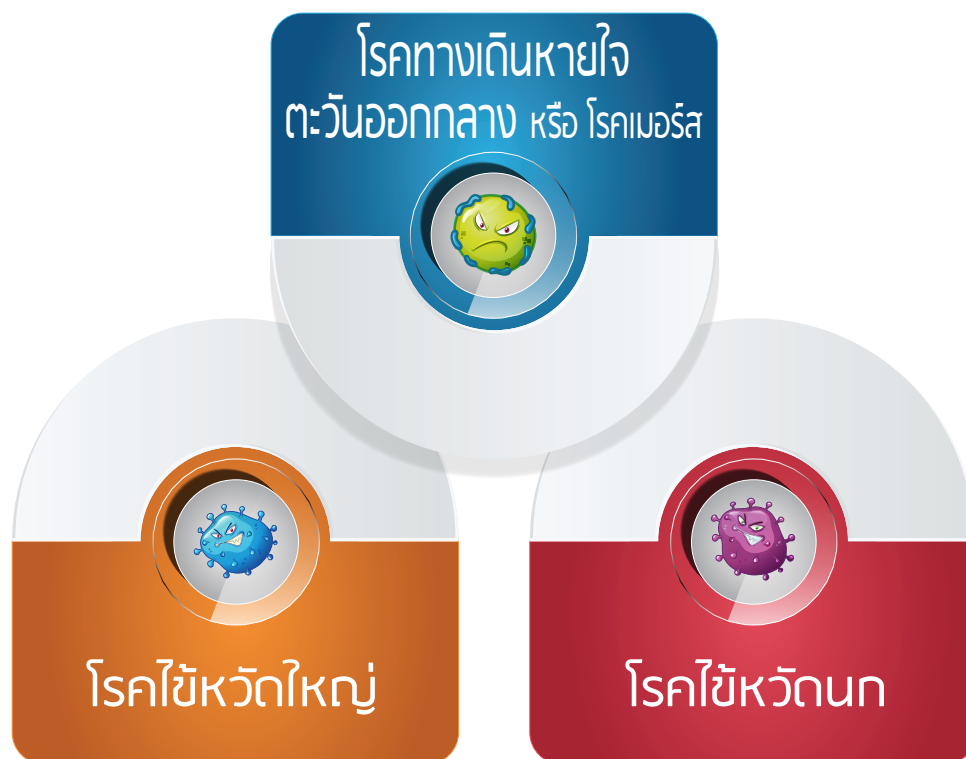 โรคทางเดินหายใจ
ตะวันออกกลาง หรือ โรคเมอร์ส
โรคไข้หวัดใหญ่
โรคไข้หวัดนก